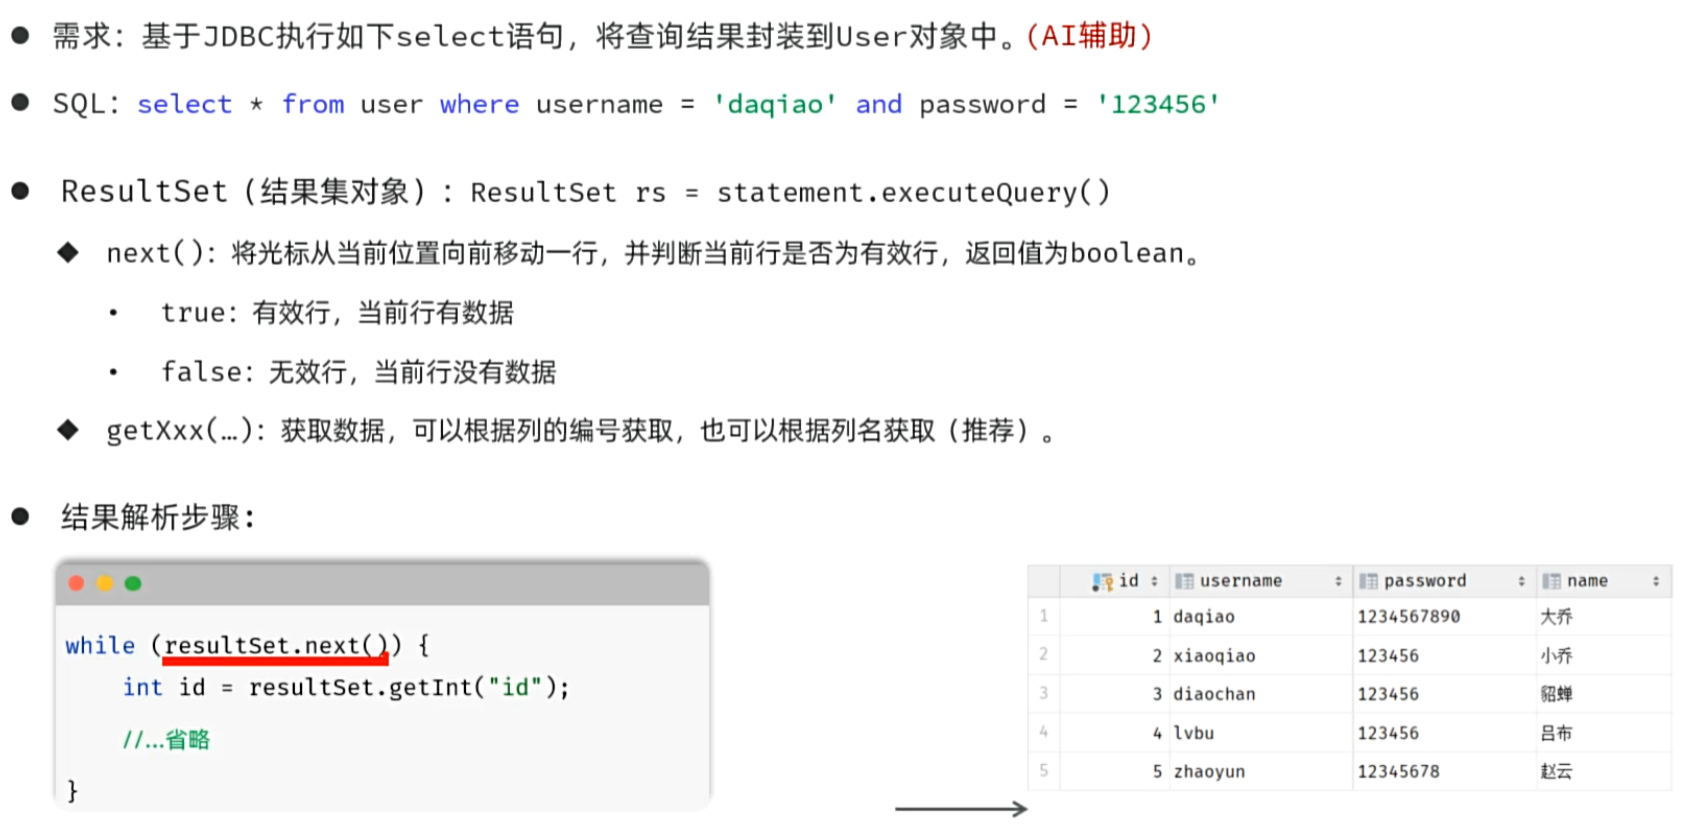 ● 需求：基于JDBC执行如下select语句，将查询结果封装到User对象中。(AI辅助)
● SQL：select * from user where username = 'daqiao' and password = '123456'
● ResultSet（结果集对象）：ResultSet rs = statement.executeQuery()
◆ next()：将光标从当前位置向前移动一行，并判断当前行是否为有效行，返回值为boolean。
• true：有效行，当前行有数据
• false：无效行，当前行没有数据
◆ getXxx(…)：获取数据，可以根据列的编号获取，也可以根据列名获取（推荐）。
● 结果解析步骤：
while (resultSet.next()) {
int id = resultSet.getInt("id");
//…省略
}
id username password name
1 1 daqiao 1234567890 大乔
2 2 xiaoqiao 123456 小乔
3 3 diaochan 123456 貂蝉
4 4 lvbu 123456 吕布
5 5 zhaoyun 12345678 赵云